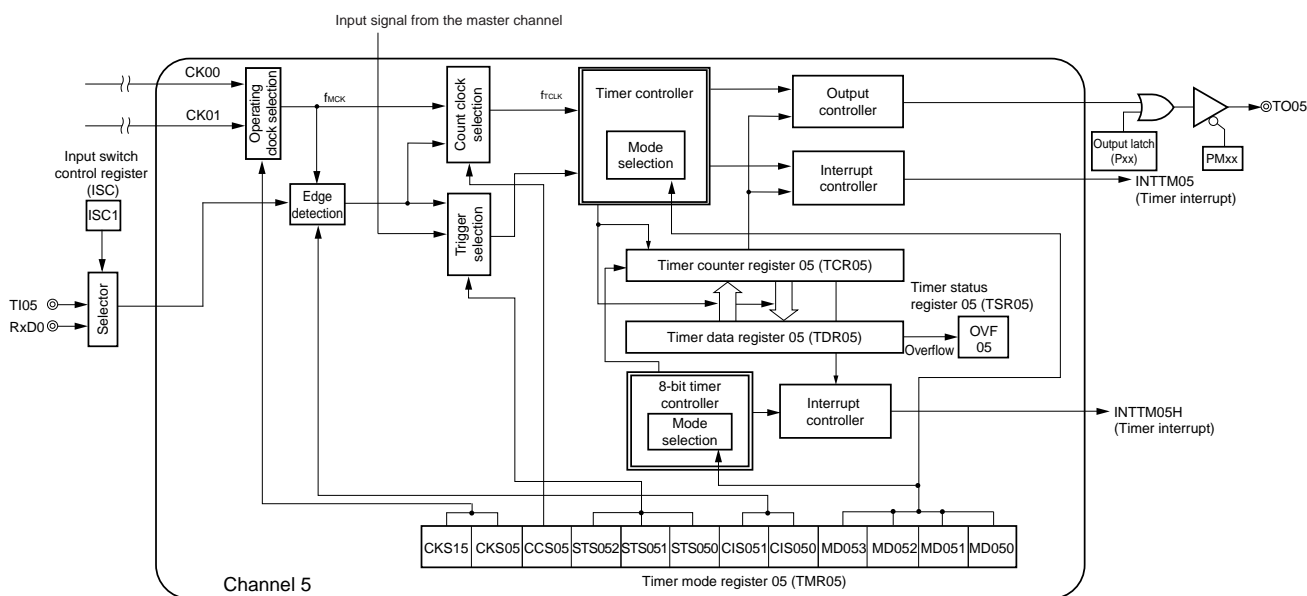 Input signal from the master channel
CK00
CK01
Operating
clock selection
fMCK
Count clock
selection
fTCLK
Timer controller
Mode
selection
Output
controller
Interrupt
controller
Output latch
(Pxx)
PMxx
TO05
INTTM05
(Timer interrupt)
Input switch
control register
(ISC)
ISC1
Edge
detection
Trigger
selection
TI05
RxD0
Selector
Timer counter register 05 (TCR05)
Timer status
register 05 (TSR05)
Timer data register 05 (TDR05)
Overflow
OVF
05
8-bit timer
controller
Mode
selection
Interrupt
controller
INTTM05H
(Timer interrupt)
CKS15 CKS05 CCS05 STS052 STS051 STS050 CIS051 CIS050 MD053 MD052 MD051 MD050
Timer mode register 05 (TMR05)
Channel 5